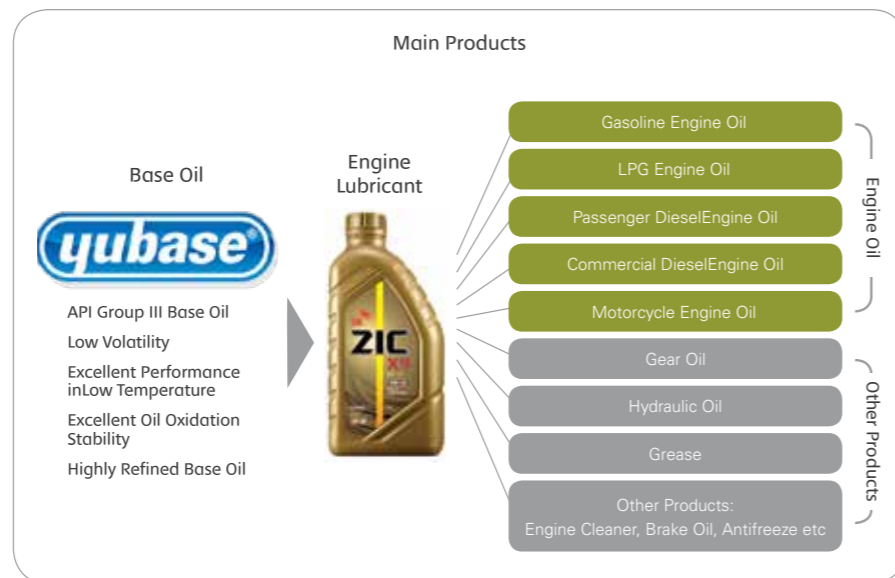 Main Products
Base Oil
yubase®
API Group III Base Oil
Low Volatility
Excellent Performance
inLow Temperature
Excellent Oil Oxidation
Stability
Highly Refined Base Oil
Engine
Lubricant
ZIC
X9
Gasoline Engine Oil
LPG Engine Oil
Passenger DieselEngine Oil
Commercial DieselEngine Oil
Motorcycle Engine Oil
Gear Oil
Hydraulic Oil
Grease
Other Products:
Engine Cleaner, Brake Oil, Antifreeze etc
Engine Oil
Other Products